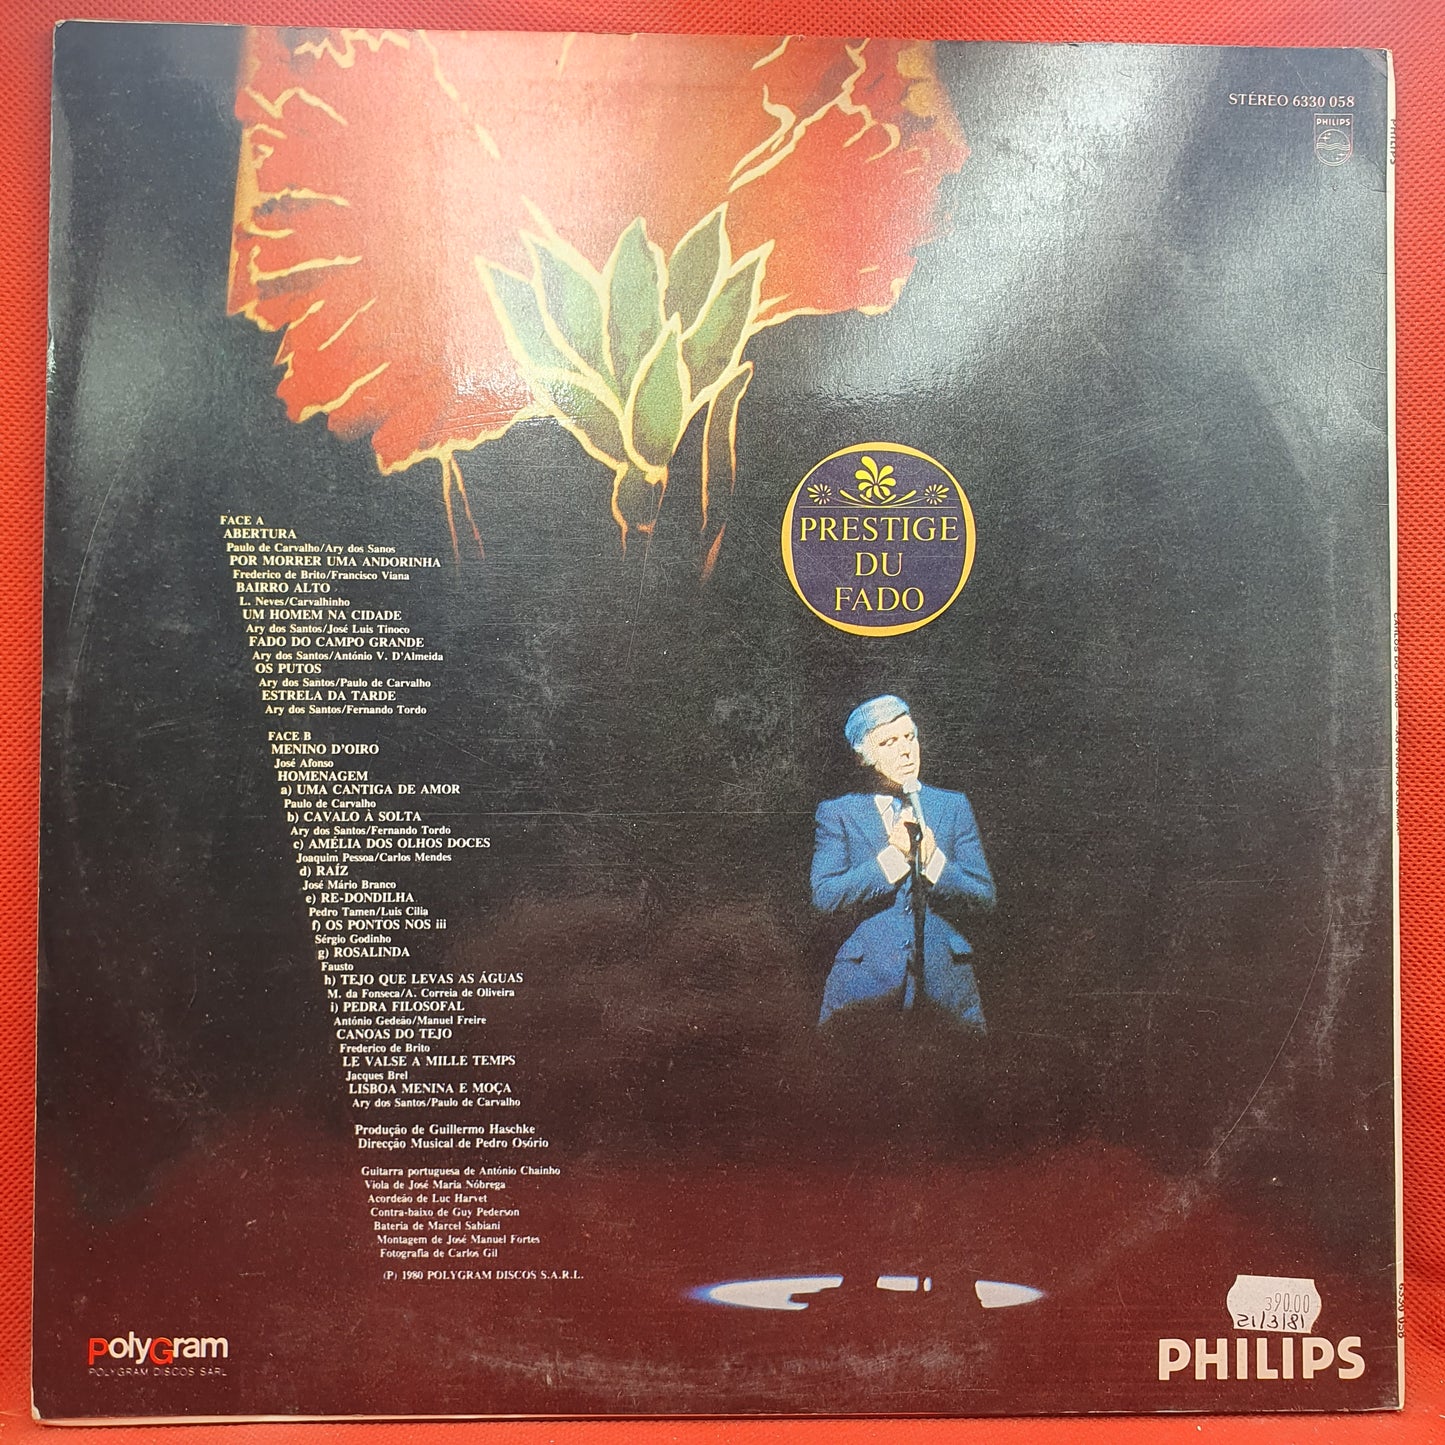 STÉREO 6330 058
PHILIPS
PRESTIGE
DU
FADO
FACE A
ABERTURA
Paulo de Carvalho/Ary dos Sanos
POR MORRER UMA ANDORINHA
Frederico de Brito/Francisco Viana
BAIRRO ALTO
L. Neves/Carvalhinho
UM HOMEM NA CIDADE
Ary dos Santos/José Luis Tinoco
FADO DO CAMPO GRANDE
Ary dos Santos/António V. D'Almeida
OS PUTOS
Ary dos Santos/Paulo de Carvalho
ESTRELA DA TARDE
Ary dos Santos/Fernando Tordo
FACE B
MENINO D'OIRO
José Afonso
HOMENAGEM
a) UMA CANTIGA DE AMOR
Paulo de Carvalho
b) CAVALO À SOLTA
Ary dos Santos/Fernando Tordo
c) AMÉLIA DOS OLHOS DOCES
Joaquim Pessoa/Carlos Mendes
d) RAÍZ
José Mário Branco
e) RE-DONDILHA
Pedro Tamen/Luis Cilia
f) OS PONTOS NOS iii
Sérgio Godinho
g) ROSALINDA
Fausto
h) TEJO QUE LEVAS AS ÁGUAS
M. da Fonseca/A. Correia de Oliveira
i) PEDRA FILOSOFAL
António Gedeão/Manuel Freire
CANOAS DO TEJO
Frederico de Brito
LE VALSE A MILLE TEMPS
Jacques Brel
LISBOA MENINA E MOÇA
Ary dos Santos/Paulo de Carvalho
Produção de Guillermo Haschke
Direcção Musical de Pedro Osório
Guitarra portuguesa de António Chainho
Viola de José Maria Nóbrega
Acordeão de Luc Harvet
Contra-baixo de Guy Pederson
Bateria de Marcel Sabiani
Montagem de José Manuel Fortes
Fotografia de Carlos Gil
(P) 1980 POLYGRAM DISCOS S.A.R.L.
PolyGram
POLYGRAM DISCOS SARL
390.00
21/3/81
PHILIPS
PHILIPS
6330 058